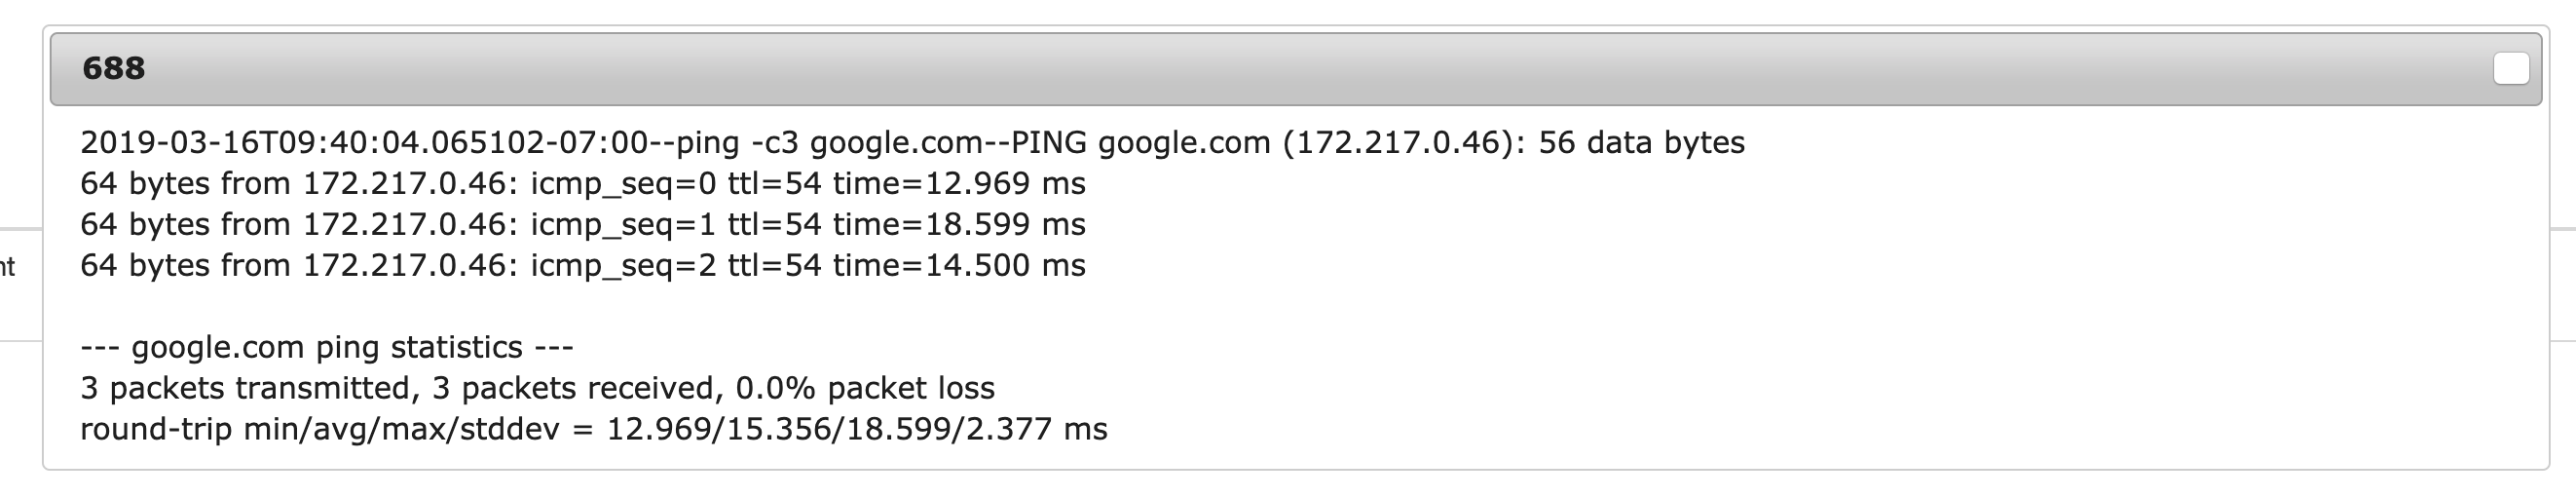 688
2019-03-16T09:40:04.065102-07:00--ping -c3 google.com--PING google.com (172.217.0.46): 56 data bytes
64 bytes from 172.217.0.46: icmp_seq=0 ttl=54 time=12.969 ms
64 bytes from 172.217.0.46: icmp_seq=1 ttl=54 time=18.599 ms
nt
64 bytes from 172.217.0.46: icmp_seq=2 ttl=54 time=14.500 ms
--- google.com ping statistics ---
3 packets transmitted, 3 packets received, 0.0% packet loss
round-trip min/avg/max/stddev = 12.969/15.356/18.599/2.377 ms